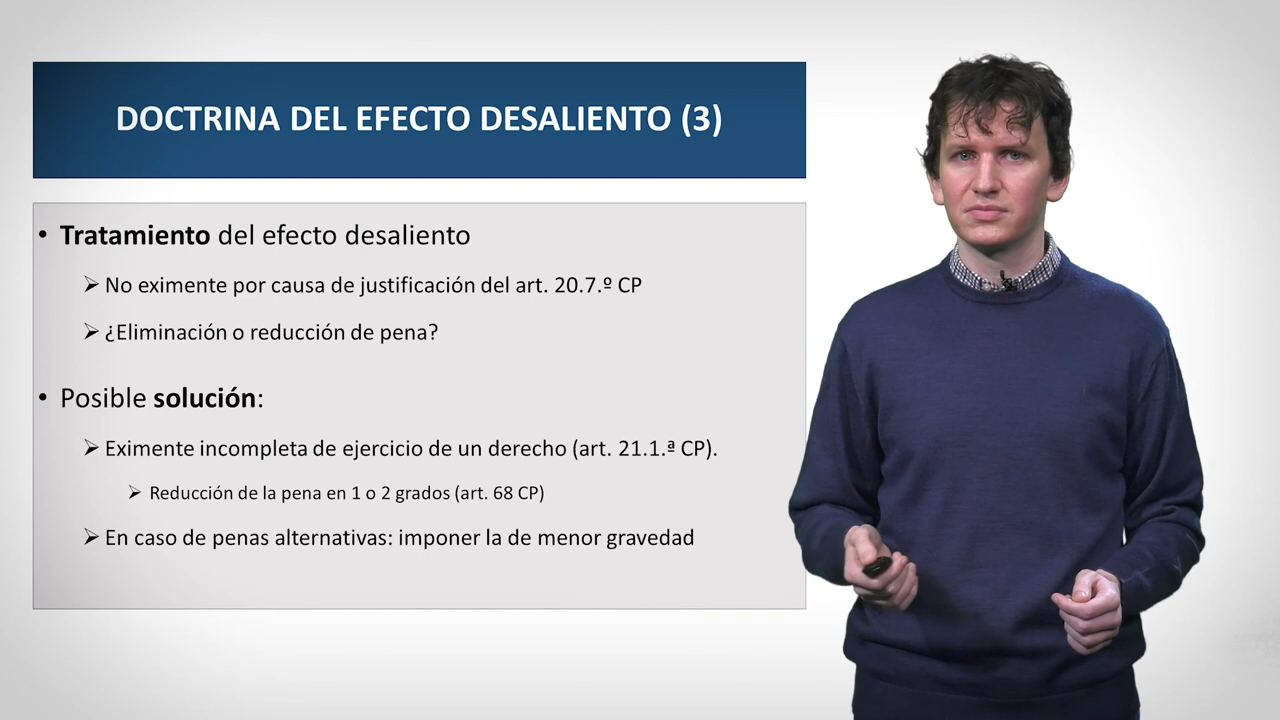 DOCTRINA DEL EFECTO DESALIENTO (3)
• Tratamiento del efecto desaliento
➢ No eximente por causa de justificación del art. 20.7.º CP
➢ ¿Eliminación o reducción de pena?
• Posible solución:
➢ Eximente incompleta de ejercicio de un derecho (art. 21.1.ª CP).
➢ Reducción de la pena en 1 o 2 grados (art. 68 CP)
➢ En caso de penas alternativas: imponer la de menor gravedad